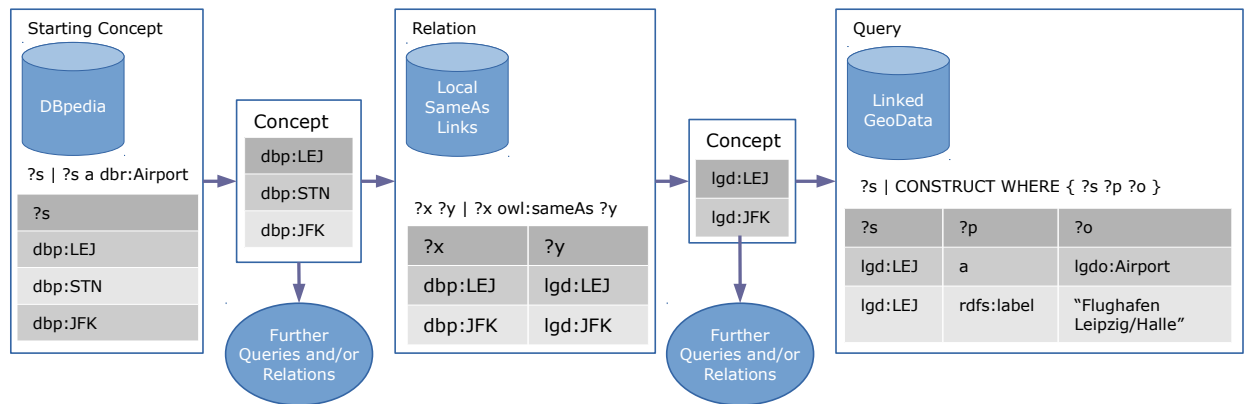 Starting Concept
DBpedia
?s | ?s a dbr:Airport
?s
dbp:LEJ
dbp:STN
dbp:JFK
Concept
dbp:LEJ
dbp:STN
dbp:JFK
Further
Queries and/or
Relations
Relation
Local
SameAs
Links
?x ?y | ?x owl:sameAs ?y
?x ?y
dbp:LEJ lgd:LEJ
dbp:JFK lgd:JFK
Concept
lgd:LEJ
lgd:JFK
Further
Queries and/or
Relations
Query
Linked
GeoData
?s | CONSTRUCT WHERE { ?s ?p ?o }
?s ?p ?o
lgd:LEJ a lgdo:Airport
lgd:LEJ rdfs:label “Flughafen
Leipzig/Halle”